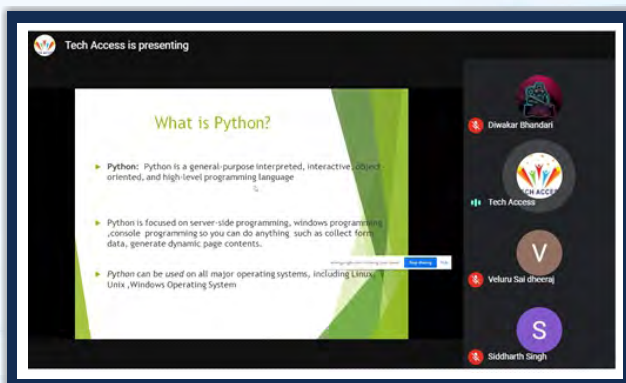 Tech Access is presenting
What is Python?
Python: Python is a general-purpose interpreted, interactive, object-
oriented, and high-level programming language
Python is focused on server-side programming, windows programming
,console programming so you can do anything such as collect form
data, generate dynamic page contents.
Python can be used on all major operating systems, including Linux,
Unix ,Windows Operating System
Stop sharing
Hide
Diwakar Bhandari
TECH ACCESS
Tech Access
V
Veluru Sai dheeraj
S
Siddharth Singh